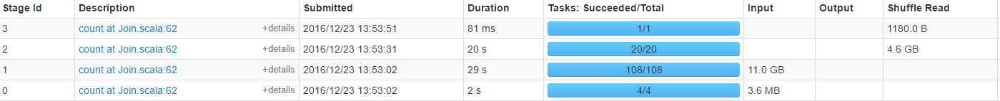 Stage Id Description Submitted Duration Tasks: Succeeded/Total Input Output Shuffle Read
3 count at Join.scala:62 +details 2016/12/23 13:53:51 81 ms 1/1 1180.0 B
2 count at Join.scala:62 +details 2016/12/23 13:53:31 20 s 20/20 4.6 GB
1 count at Join.scala:62 +details 2016/12/23 13:53:02 29 s 108/108 11.0 GB
0 count at Join.scala:62 +details 2016/12/23 13:53:02 2 s 4/4 3.6 MB